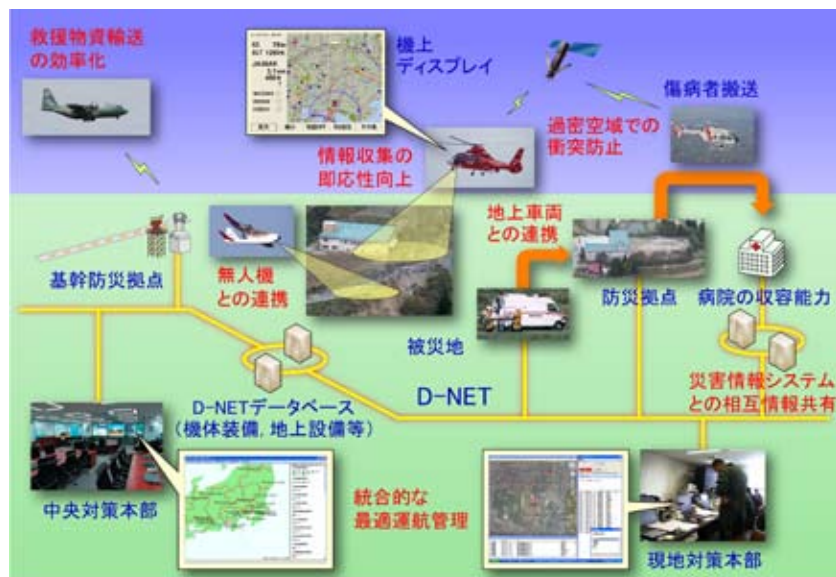 救援物資輸送
の効率化
機上
ディスプレイ
傷病者搬送
過密空域での
衝突防止
情報収集の
即応性向上
地上車両
との連携
基幹防災拠点
無人機
との連携
防災拠点
病院の収容能力
被災地
D-NET
災害情報システム
との相互情報共有
D-NETデータベース
(機体装備, 地上設備等)
中央対策本部
統合的な
最適運航管理
現地対策本部